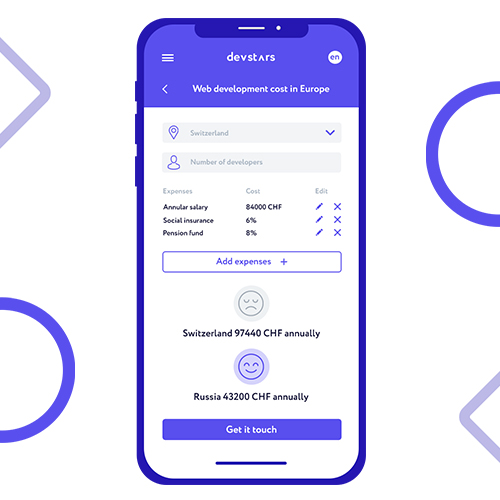 devstars
en
Web development cost in Europe
Switzerland
Number of developers
Expenses Cost Edit
Annular salary 84000 CHF
Social insurance 6%
Pension fund 8%
Add expenses +
Switzerland 97440 CHF annually
Russia 43200 CHF annually
Get it touch